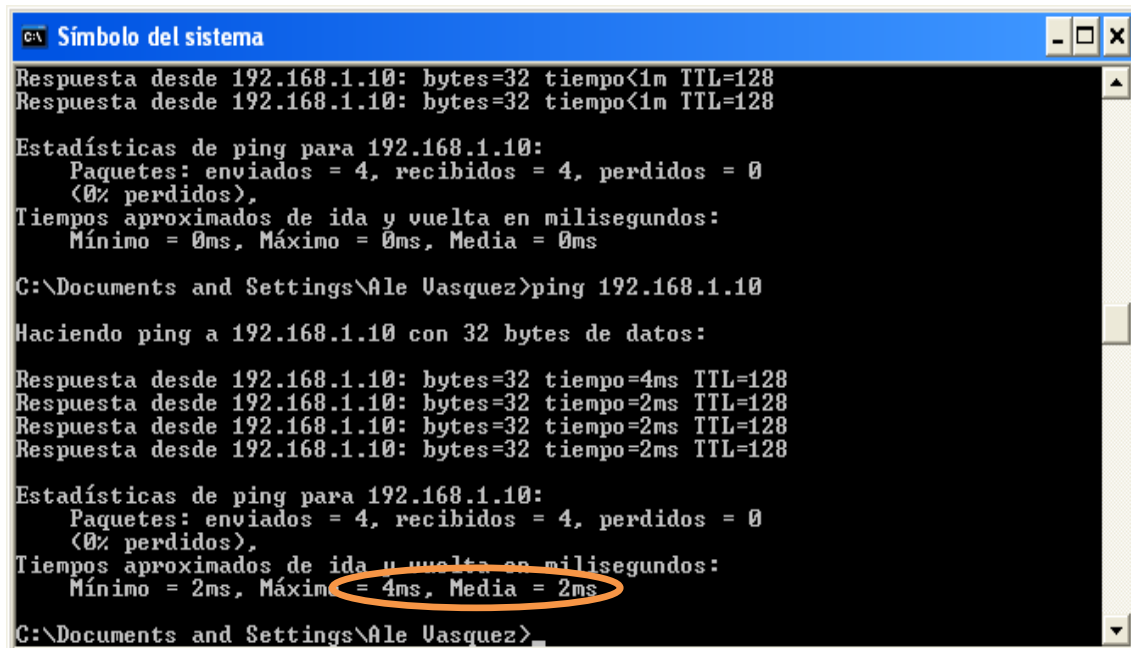 Símbolo del sistema
Respuesta desde 192.168.1.10: bytes=32 tiempo<1m TTL=128
Respuesta desde 192.168.1.10: bytes=32 tiempo<1m TTL=128
Estadísticas de ping para 192.168.1.10:
Paquetes: enviados = 4, recibidos = 4, perdidos = 0
(0% perdidos),
Tiempos aproximados de ida y vuelta en milisegundos:
Mínimo = 0ms, Máximo = 0ms, Media = 0ms
C:\Documents and Settings\Ale Vasquez>ping 192.168.1.10
Haciendo ping a 192.168.1.10 con 32 bytes de datos:
Respuesta desde 192.168.1.10: bytes=32 tiempo=4ms TTL=128
Respuesta desde 192.168.1.10: bytes=32 tiempo=2ms TTL=128
Respuesta desde 192.168.1.10: bytes=32 tiempo=2ms TTL=128
Respuesta desde 192.168.1.10: bytes=32 tiempo=2ms TTL=128
Estadísticas de ping para 192.168.1.10:
Paquetes: enviados = 4, recibidos = 4, perdidos = 0
(0% perdidos),
Tiempos aproximados de ida y vuelta en milisegundos:
Mínimo = 2ms, Máximo = 4ms, Media = 2ms
C:\Documents and Settings\Ale Vasquez>_